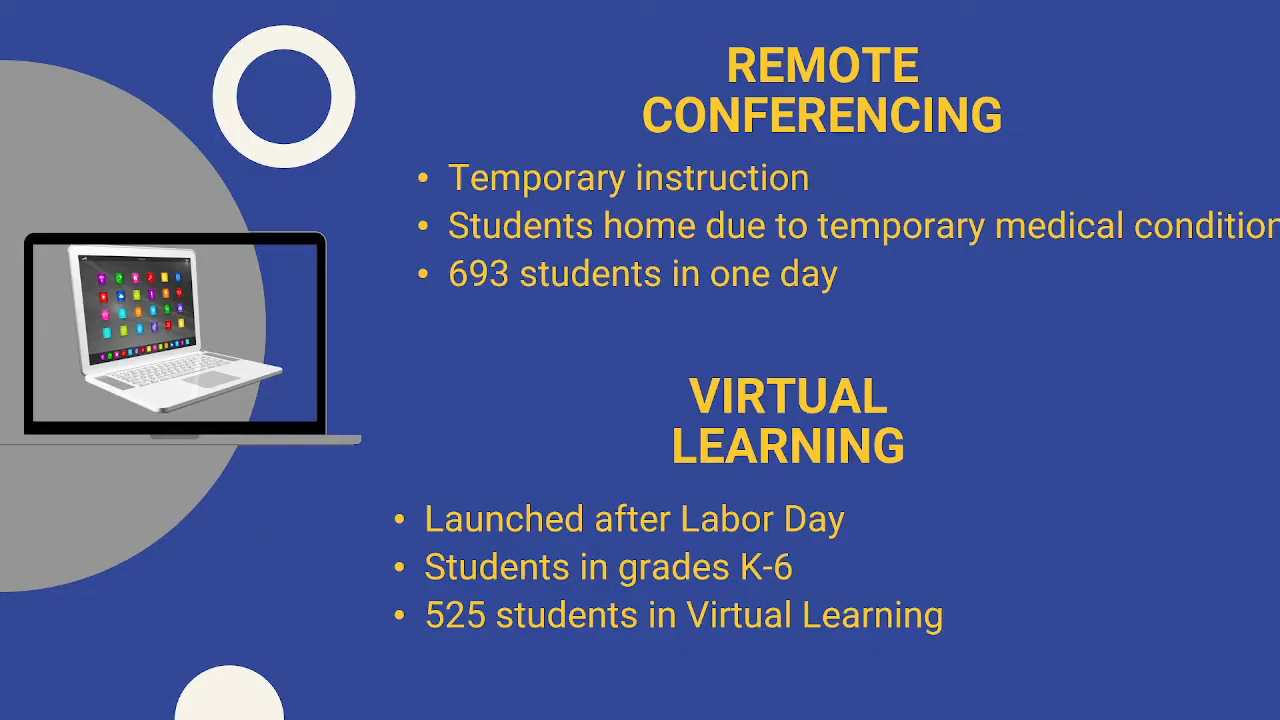 REMOTE
CONFERENCING
• Temporary instruction
• Students home due to temporary medical condition
• 693 students in one day
VIRTUAL
LEARNING
• Launched after Labor Day
• Students in grades K-6
• 525 students in Virtual Learning